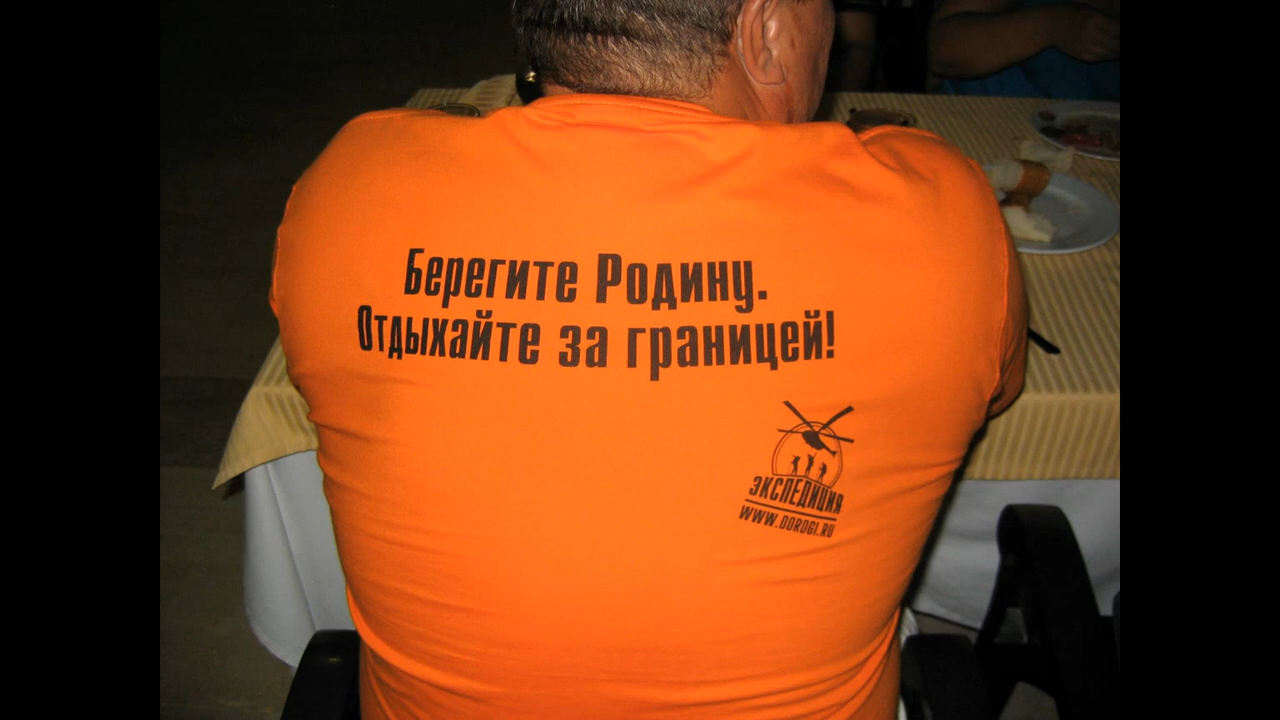 Берегите Родину.
Отдыхайте за границей!
ЭКСПЕДИЦИЯ
WWW.DOROGI.RU